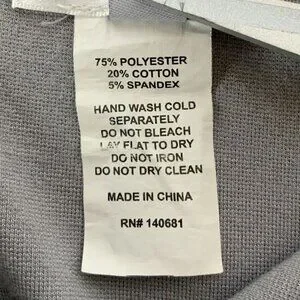 75% POLYESTER
20% COTTON
5% SPANDEX
HAND WASH COLD
SEPARATELY
DO NOT BLEACH
LAY FLAT TO DRY
DO NOT IRON
DO NOT DRY CLEAN
MADE IN CHINA
RN# 140681